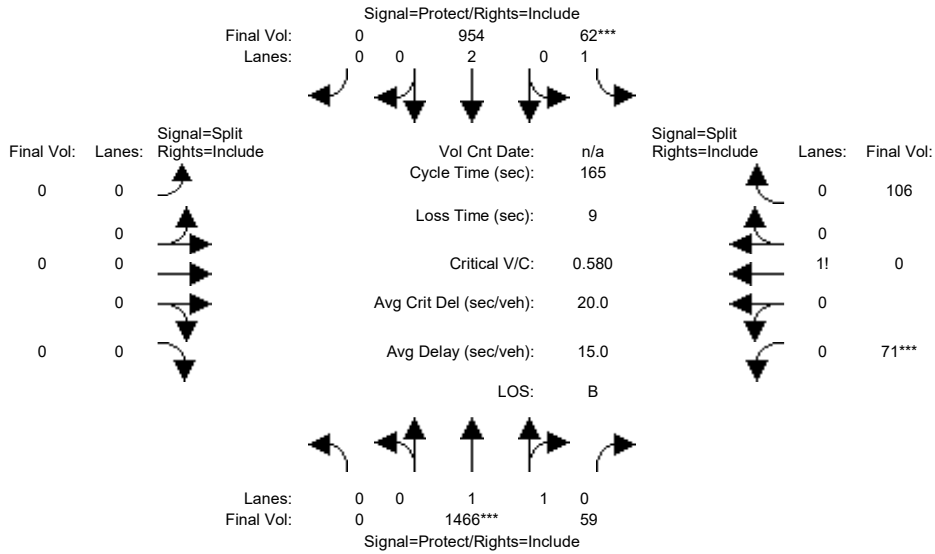 Signal=Protect/Rights=Include
Final Vol: 0 954 62***
Lanes: 0 0 2 0 1
Signal=Split Signal=Split
Final Vol: Lanes: Rights=Include Vol Cnt Date: n/a Rights=Include Lanes: Final Vol:
Cycle Time (sec): 165
0 0 0 106
Loss Time (sec): 9
0 0
0 0 Critical V/C: 0.580 1! 0
0 Avg Crit Del (sec/veh): 20.0 0
0 0 Avg Delay (sec/veh): 15.0 0 71***
LOS: B
Lanes: 0 0 1 1 0
Final Vol: 0 1466*** 59
Signal=Protect/Rights=Include